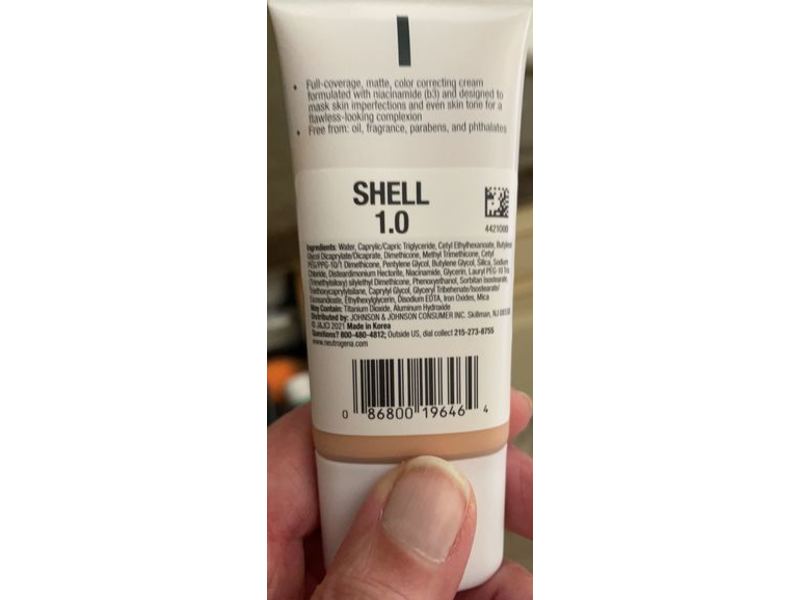 • Full-coverage, matte, color correcting cream
formulated with niacinamide (b3) and designed to
mask skin imperfections and even skin tone for a
flawless-looking complexion
• Free from: oil, fragrance, parabens, and phthalates
SHELL
1.0
4421000
Ingredients: Water, Caprylic/Capric Triglyceride, Cetyl Ethylhexanoate, Butylene
Glycol Dicaprylate/Dicaprate, Dimethicone, Methyl Trimethicone, Cetyl
PEG/PPG-10/1 Dimethicone, Pentylene Glycol, Butylene Glycol, Silica, Sodium
Chloride, Disteardimonium Hectorite, Niacinamide, Glycerin, Lauryl PEG-10 Tris
(Trimethylsiloxy) silylethyl Dimethicone, Phenoxyethanol, Sorbitan Isostearate,
Triethoxycaprylylsilane, Caprylyl Glycol, Glyceryl Tribehenate/Isostearate/
Eicosandioate, Ethylhexylglycerin, Disodium EDTA, Iron Oxides, Mica
May Contain: Titanium Dioxide, Aluminum Hydroxide
Distributed by: JOHNSON & JOHNSON CONSUMER INC. Skillman, NJ
© J&JCI 2021 Made in Korea
Questions? 800-480-4812; Outside US, dial collect 215-273-8755
www.neutrogena.com
0 86800 19646 4